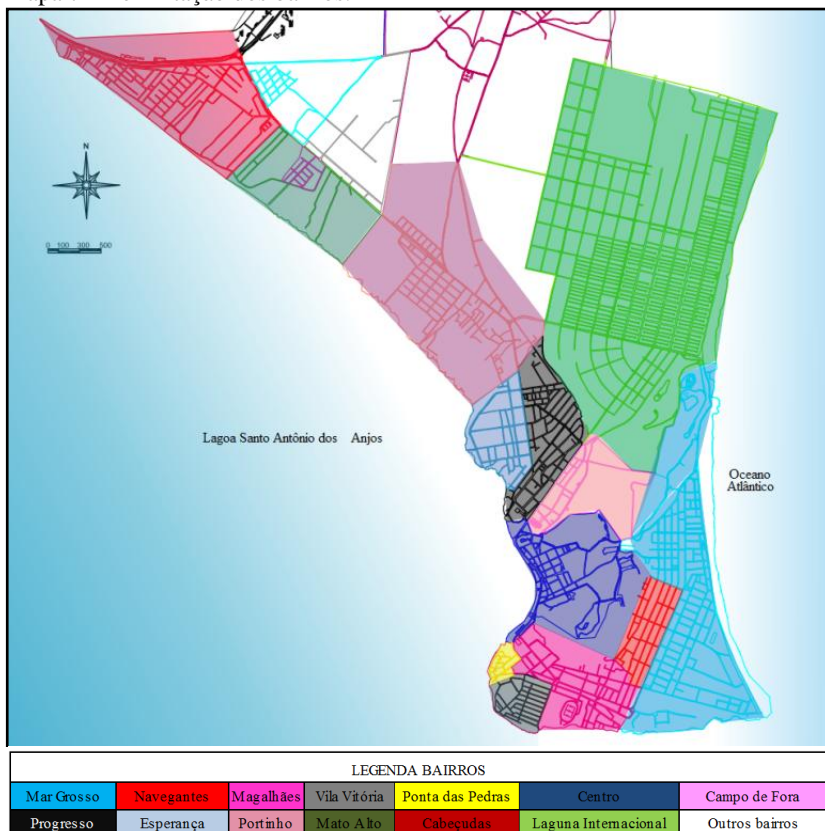 N
0 100 300 500
Lagoa Santo Antônio dos Anjos
Oceano
Atlântico
LEGENDA BAIRROS
Mar Grosso Navegantes Magalhães Vila Vitória Ponta das Pedras Centro Campo de Fora
Progresso Esperança Portinho Mato Alto Cabeçudas Laguna Internacional Outros bairros